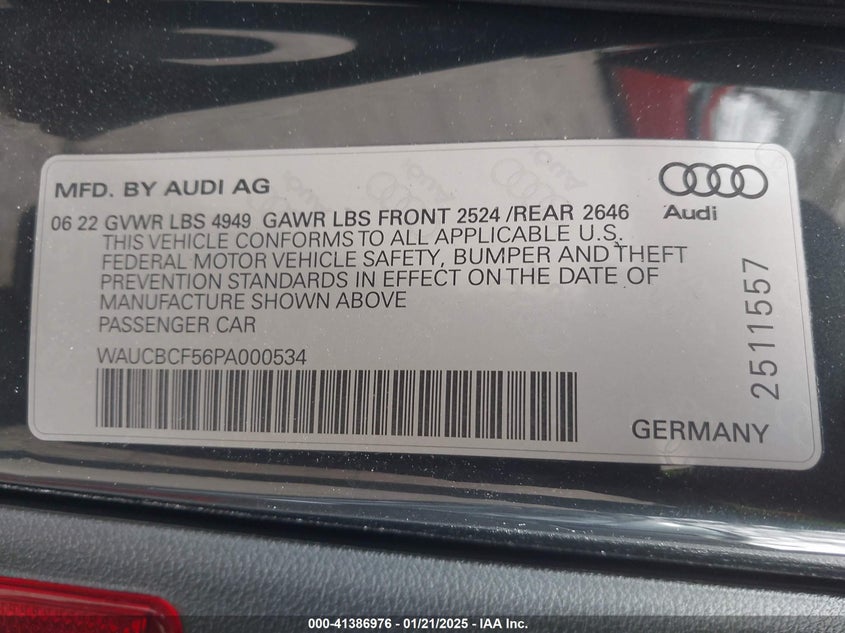 MFD. BY AUDI AG
Audi
06 22 GVWR LBS 4949 GAWR LBS FRONT 2524 /REAR 2646
THIS VEHICLE CONFORMS TO ALL APPLICABLE U.S.
FEDERAL MOTOR VEHICLE SAFETY, BUMPER AND THEFT
PREVENTION STANDARDS IN EFFECT ON THE DATE OF
MANUFACTURE SHOWN ABOVE
PASSENGER CAR
WAUCBCF56PA000534
GERMANY
2511557
000-41386976 - 01/21/2025 - IAA Inc.